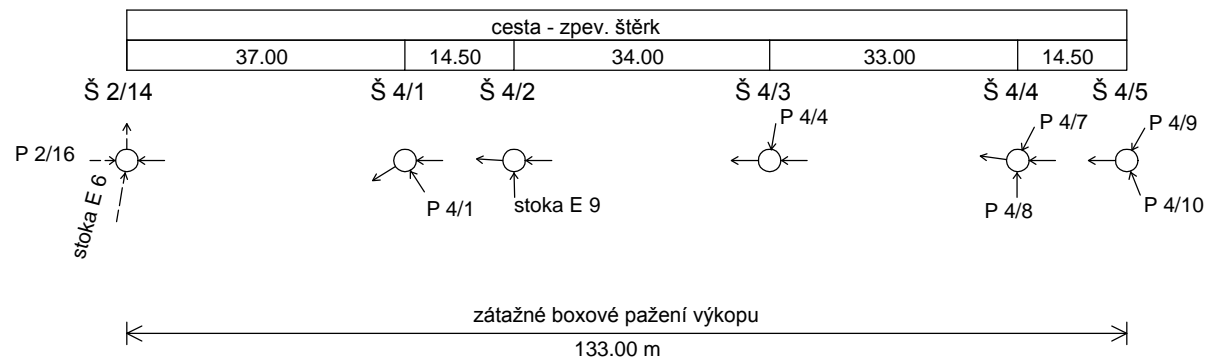 cesta - zpev. štěrk
37.00 14.50 34.00 33.00 14.50
Š 2/14 Š 4/1 Š 4/2 Š 4/3 Š 4/4 Š 4/5
P 4/4 P 4/7 P 4/9
P 2/16
stoka E 6
P 4/1 stoka E 9 P 4/8 P 4/10
zátažné boxové pažení výkopu
133.00 m